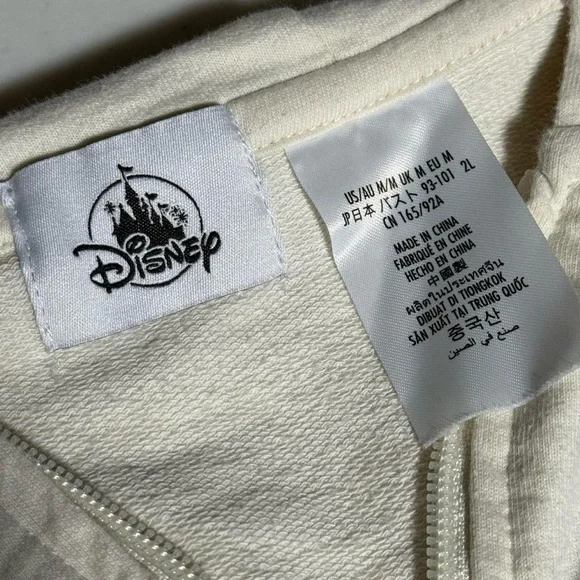 Disney
US/AU M/M UK M EU M
JP日本 バスト 93-101 2L
CN 165/92A
MADE IN CHINA
FABRIQUÉ EN CHINE
HECHO EN CHINA
中國製
ผลิตในประเทศจีน
DIBUAT DI TIONGKOK
SẢN XUẤT TẠI TRUNG QUỐC
중국산
صنع في الصين